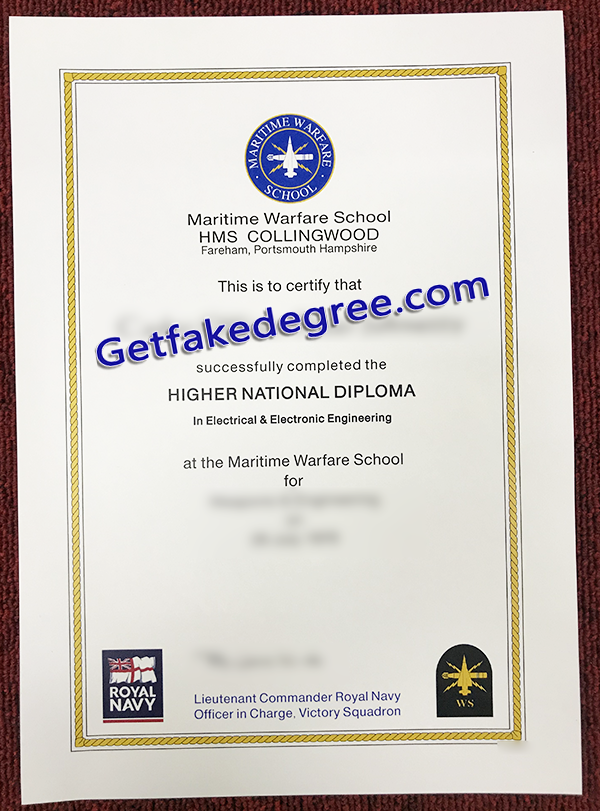 MARITIME WARFARE
SCHOOL
Maritime Warfare School
HMS COLLINGWOOD
Fareham, Portsmouth Hampshire
This is to certify that
Getfakedegree.com
successfully completed the
HIGHER NATIONAL DIPLOMA
In Electrical & Electronic Engineering
at the Maritime Warfare School
for
ROYAL
NAVY
Lieutenant Commander Royal Navy
Officer in Charge, Victory Squadron
WS